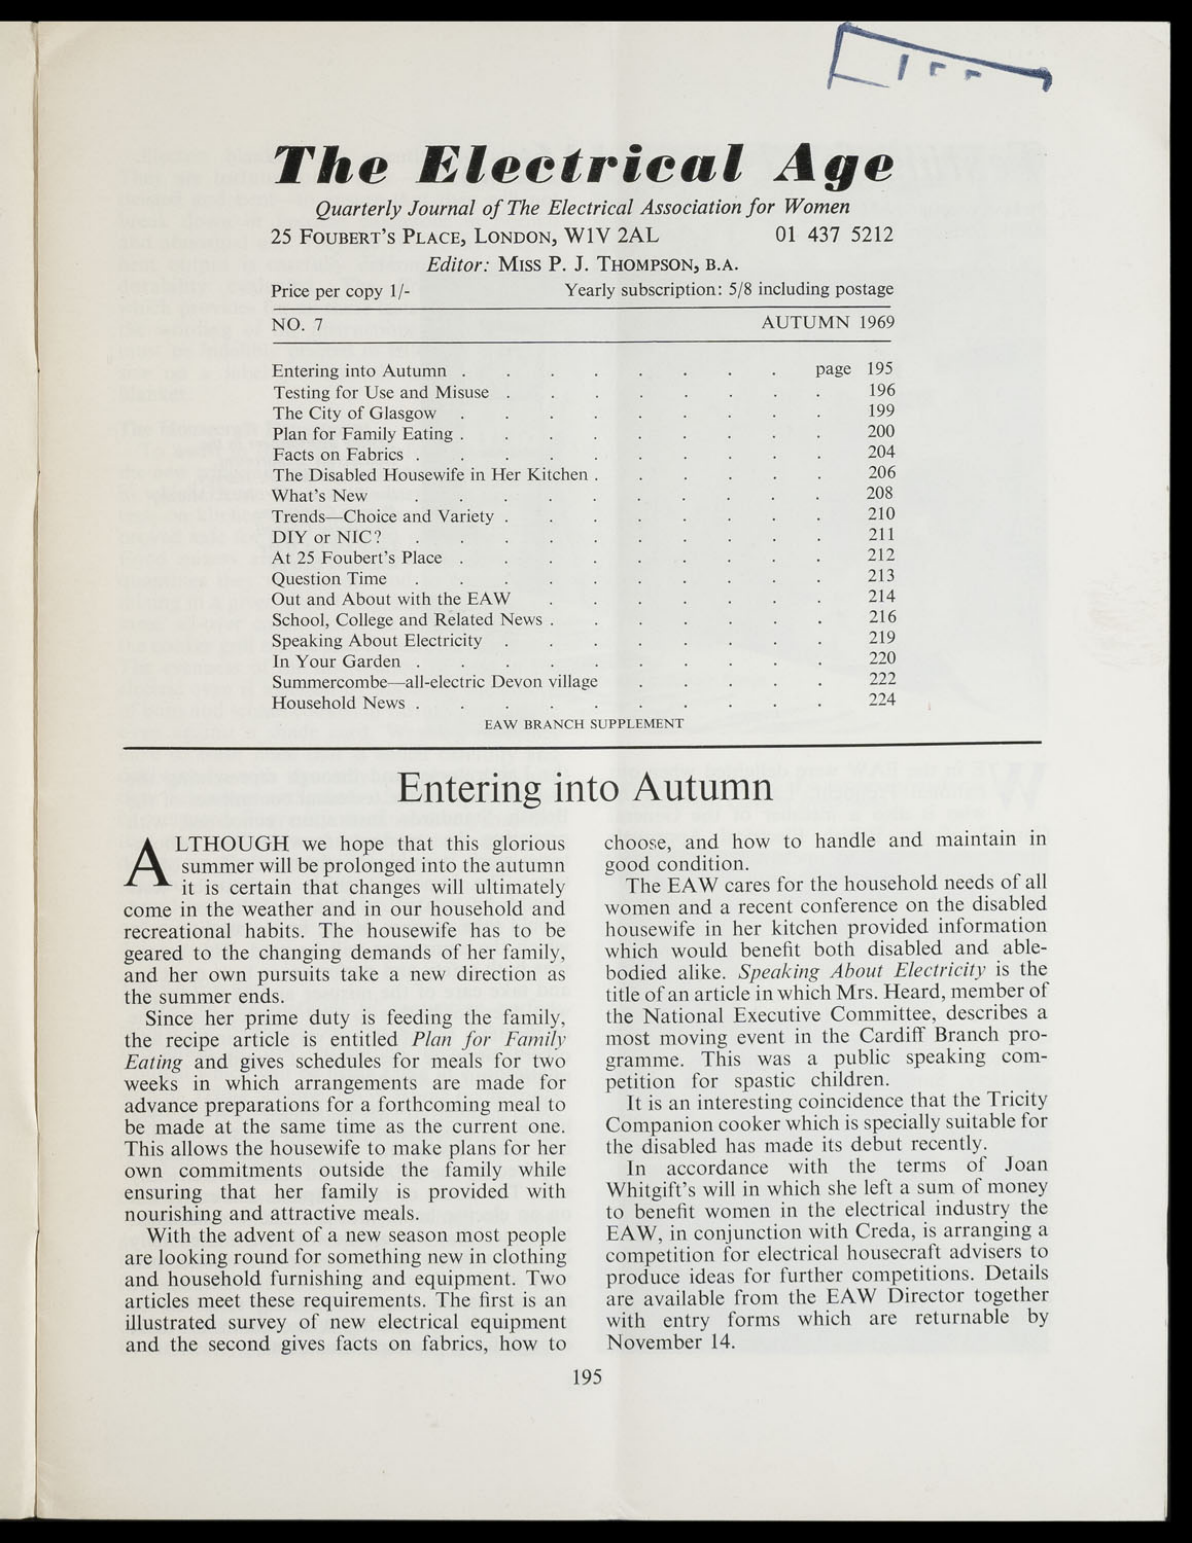 The Electrical Age
Quarterly Journal of The Electrical Association for Women
25 FOUBERT'S PLACE, LONDON, W1V 2AL 01 437 5212
Editor: MISS P. J. THOMPSON, B.A.
Price per copy 1/- Yearly subscription: 5/8 including postage
NO. 7 AUTUMN 1969
Entering into Autumn . . . . . . . . page 195
Testing for Use and Misuse . . . . . . . . 196
The City of Glasgow . . . . . . . . . 199
Plan for Family Eating . . . . . . . . . 200
Facts on Fabrics . . . . . . . . . . 204
The Disabled Housewife in Her Kitchen . . . . . . 206
What's New . . . . . . . . . . 208
Trends—Choice and Variety . . . . . . . . 210
DIY or NIC? . . . . . . . . . . 211
At 25 Foubert's Place . . . . . . . . . 212
Question Time . . . . . . . . . . 213
Out and About with the EAW . . . . . . . 214
School, College and Related News . . . . . . . 216
Speaking About Electricity . . . . . . . . 219
In Your Garden . . . . . . . . . . 220
Summercombe—all-electric Devon village . . . . . 222
Household News . . . . . . . . . . 224
EAW BRANCH SUPPLEMENT
Entering into Autumn
ALTHOUGH we hope that this glorious
summer will be prolonged into the autumn
it is certain that changes will ultimately
come in the weather and in our household and
recreational habits. The housewife has to be
geared to the changing demands of her family,
and her own pursuits take a new direction as
the summer ends.
Since her prime duty is feeding the family,
the recipe article is entitled Plan for Family
Eating and gives schedules for meals for two
weeks in which arrangements are made for
advance preparations for a forthcoming meal to
be made at the same time as the current one.
This allows the housewife to make plans for her
own commitments outside the family while
ensuring that her family is provided with
nourishing and attractive meals.
With the advent of a new season most people
are looking round for something new in clothing
and household furnishing and equipment. Two
articles meet these requirements. The first is an
illustrated survey of new electrical equipment
and the second gives facts on fabrics, how to
choose, and how to handle and maintain in
good condition.
The EAW cares for the household needs of all
women and a recent conference on the disabled
housewife in her kitchen provided information
which would benefit both disabled and able-
bodied alike. Speaking About Electricity is the
title of an article in which Mrs. Heard, member of
the National Executive Committee, describes a
most moving event in the Cardiff Branch pro-
gramme. This was a public speaking com-
petition for spastic children.
It is an interesting coincidence that the Tricity
Companion cooker which is specially suitable for
the disabled has made its debut recently.
In accordance with the terms of Joan
Whitgift's will in which she left a sum of money
to benefit women in the electrical industry the
EAW, in conjunction with Creda, is arranging a
competition for electrical housecraft advisers to
produce ideas for further competitions. Details
are available from the EAW Director together
with entry forms which are returnable by
November 14.
195